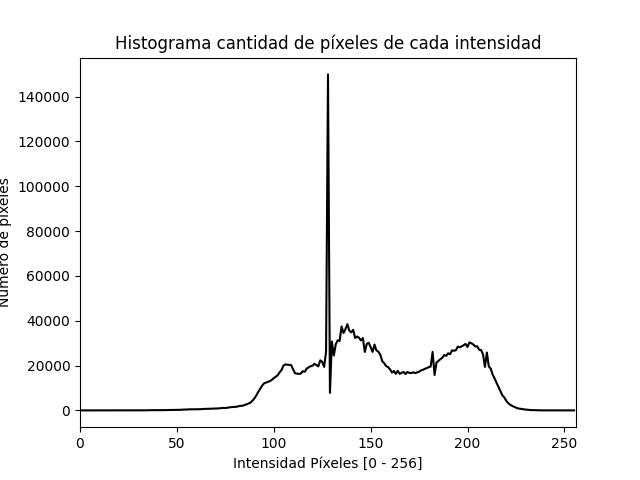 Histograma cantidad de píxeles de cada intensidad
140000
120000
100000
80000
60000
40000
20000
0
Número de píxeles
0 50 100 150 200 250
Intensidad Píxeles [0 - 256]